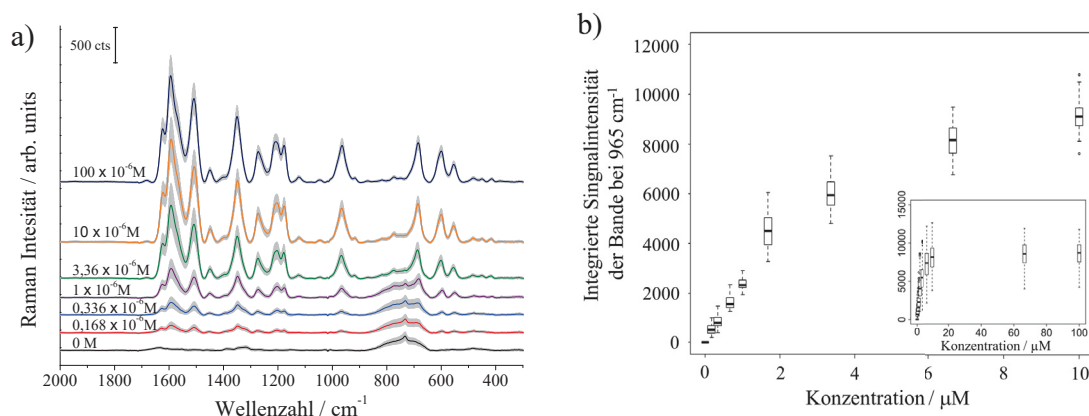 a)
500 cts
Raman Intesität / arb. units
100 x 10⁻⁶M
10 x 10⁻⁶M
3,36 x 10⁻⁶M
1 x 10⁻⁶M
0,336 x 10⁻⁶M
0,168 x 10⁻⁶M
0 M
2000 1800 1600 1400 1200 1000 800 600 400
Wellenzahl / cm⁻¹
b)
Integrierte Singnalintensität
der Bande bei 965 cm⁻¹
12000
10000
8000
6000
4000
2000
0
0 2 4 6 8 10
Konzentration / µM
15000
10000
5000
0
0 20 40 60 80 100
Konzentration / µM